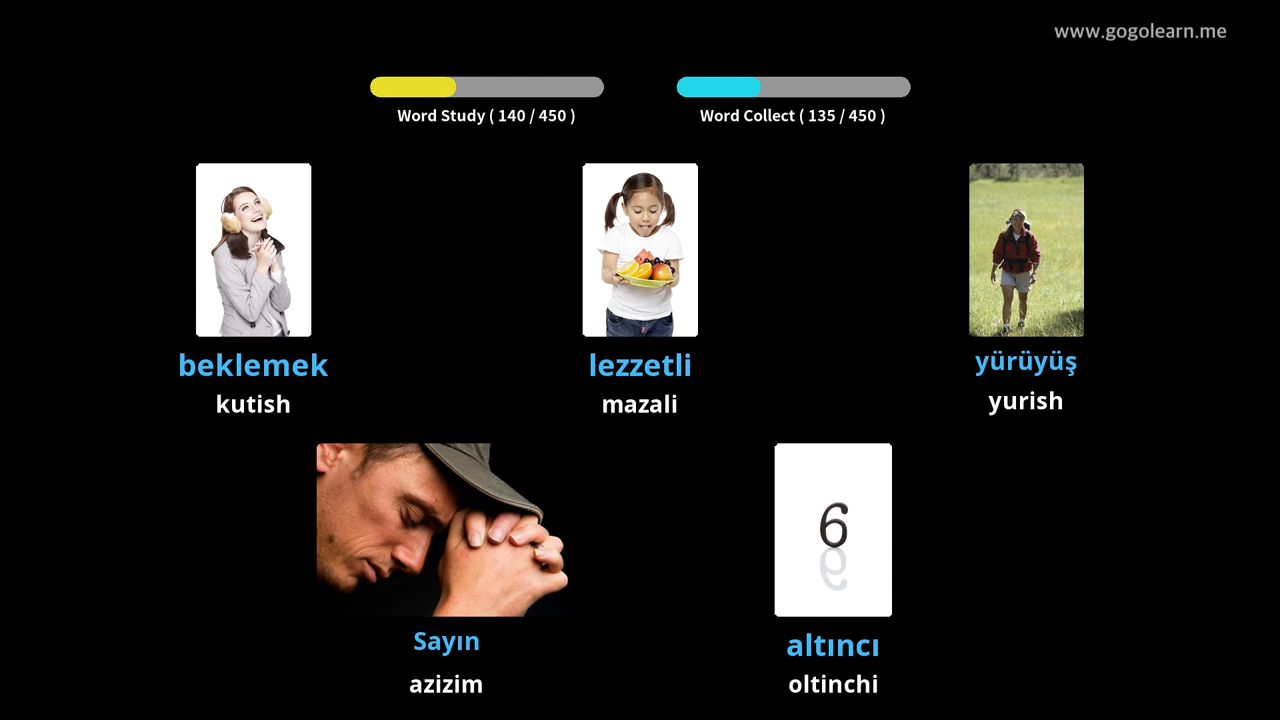 www.gogolearn.me
Word Study ( 140 / 450 )
Word Collect ( 135 / 450 )
beklemek
kutish
lezzetli
mazali
yürüyüş
yurish
6
Sayın
azizim
altıncı
oltinchi